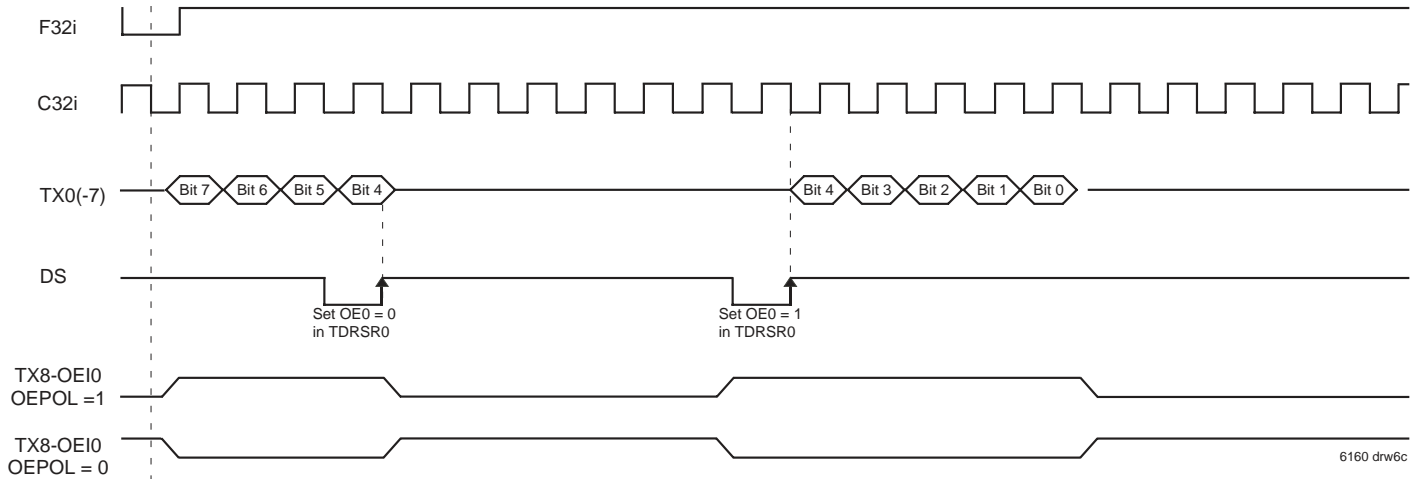 F32i
C32i
TX0(-7)
Bit 7
Bit 6
Bit 5
Bit 4
Bit 4
Bit 3
Bit 2
Bit 1
Bit 0
DS
Set OE0 = 0
in TDRSR0
Set OE0 = 1
in TDRSR0
TX8-OEI0
OEPOL =1
TX8-OEI0
OEPOL = 0
6160 drw6c